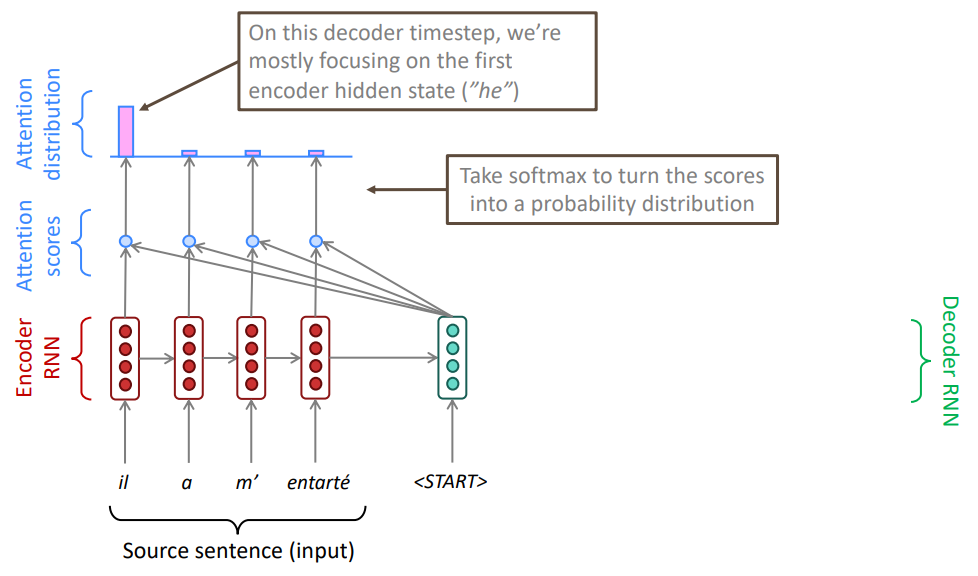 On this decoder timestep, we’re
mostly focusing on the first
encoder hidden state (”he”)
Attention
distribution
Take softmax to turn the scores
into a probability distribution
Attention
scores
Encoder
RNN
Decoder RNN
il
a
m’
entarté
<START>
Source sentence (input)